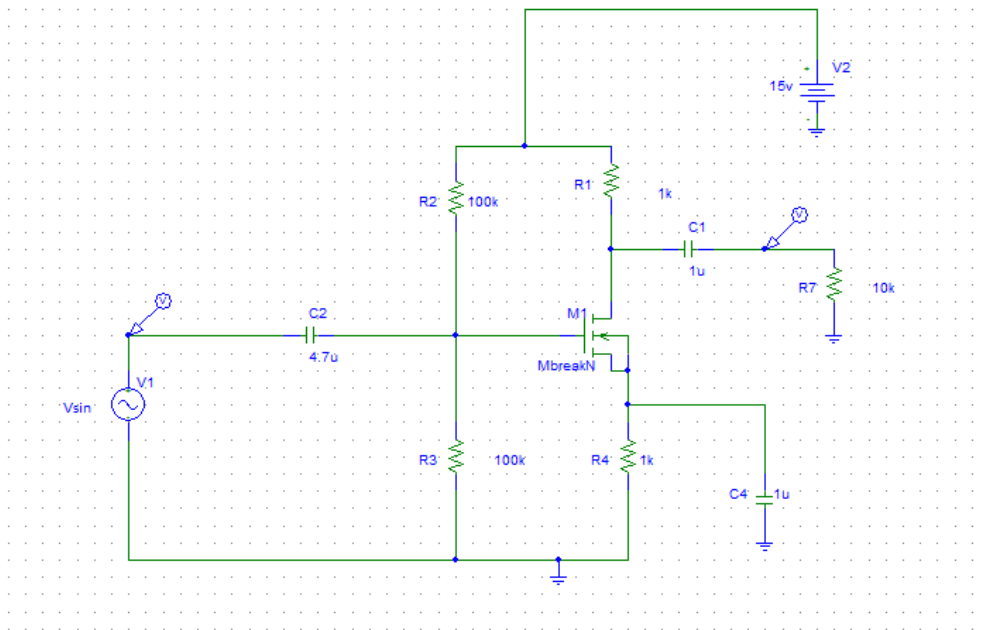 V2
15v
R1
1k
R2
100k
V
C1
1u
R7
10k
V
C2
4.7u
M1
MbreakN
V1
Vsin
R3
100k
R4
1k
C4
1u